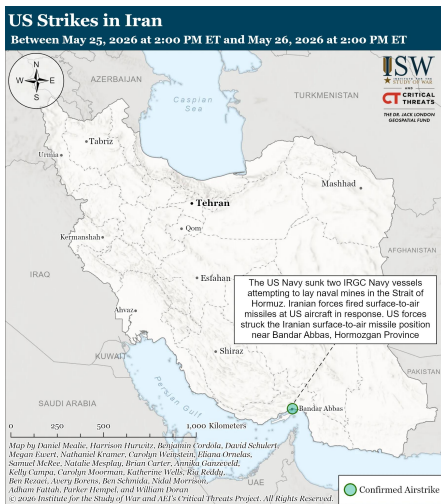 US Strikes in Iran
Between May 25, 2026 at 2:00 PM ET and May 26, 2026 at 2:00 PM ET
N
W
E
S
ISW
INSTITUTE FOR THE
STUDY OF WAR
AND
CT CRITICAL
THREATS
THE DR. JACK LONDON
GEOSPATIAL FUND
AZERBAIJAN
Caspian
Sea
TURKMENISTAN
Tabriz
Urmia
Mashhad
Tehran
Qom
Kermanshah
AFGHANISTAN
IRAQ
Esfahan
The US Navy sunk two IRGC Navy vessels
attempting to lay naval mines in the Strait of
Hormuz. Iranian forces fired surface-to-air
missiles at US aircraft in response. US forces
struck the Iranian surface-to-air missile position
near Bandar Abbas, Hormozgan Province
Ahvaz
KUWAIT
Shiraz
PAKISTAN
SAUDI ARABIA
Persian Gulf
Bandar Abbas
0 250 500 1,000 Kilometers
UAE
Map by Daniel Mealie, Harrison Hurwitz, Benjamin Cordola, David Schulert,
Megan Ewert, Nathaniel Kramer, Carolyn Weinstein, Eliana Ornelas,
Samuel McRee, Natalie Mesplay, Brian Carter, Annika Ganzeveld,
Kelly Campa, Carolyn Moorman, Katherine Wells, Ria Reddy,
Ben Rezaei, Avery Borens, Ben Schmida, Nidal Morrison,
Adham Fattah, Parker Hempel, and William Doran
© 2026 Institute for the Study of War and AEI's Critical Threats Project. All Rights Reserved.
Confirmed Airstrike